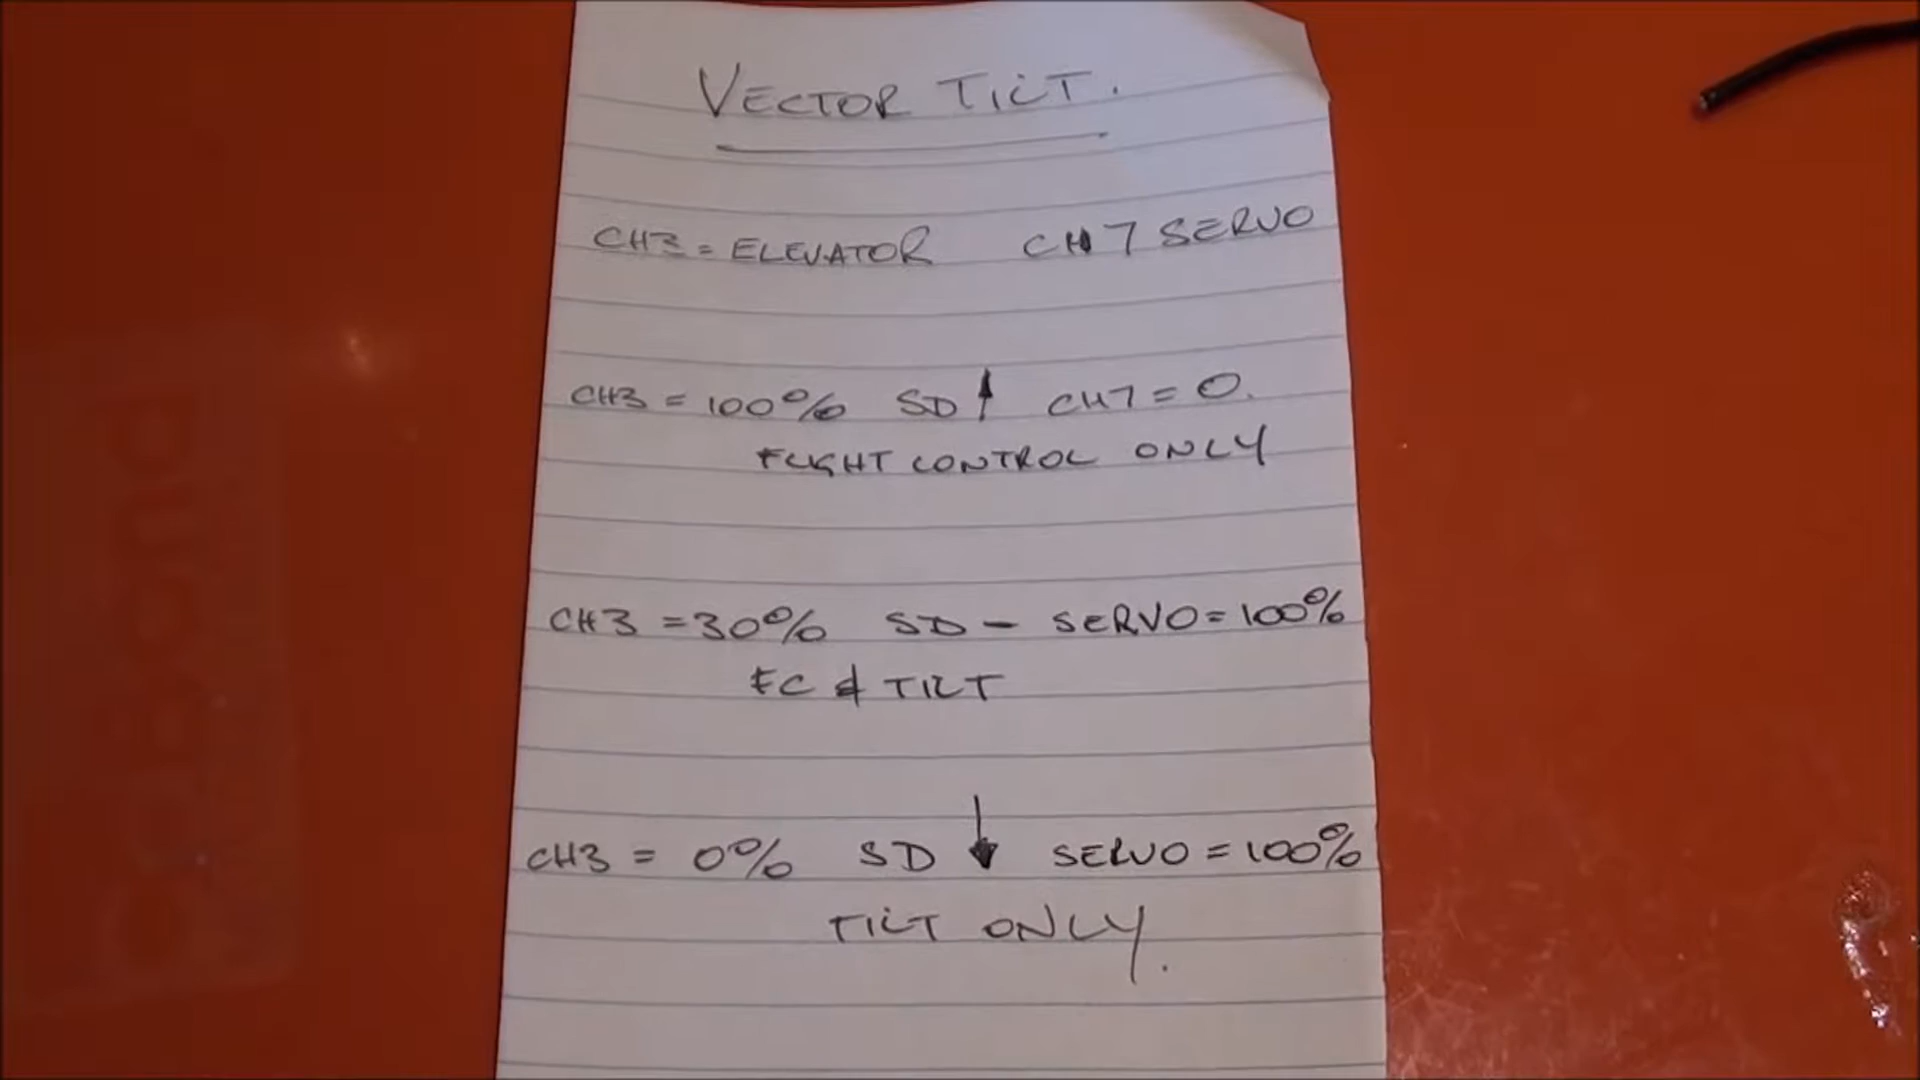 VECTOR TILT.
CH3 = ELEVATOR CH7 SERVO
CH3 = 100% SD ↑ CH7 = 0.
FLIGHT CONTROL ONLY
CH3 = 30% SD - SERVO = 100%
FC & TILT
CH3 = 0% SD ↓ SERVO = 100%
TILT ONLY.